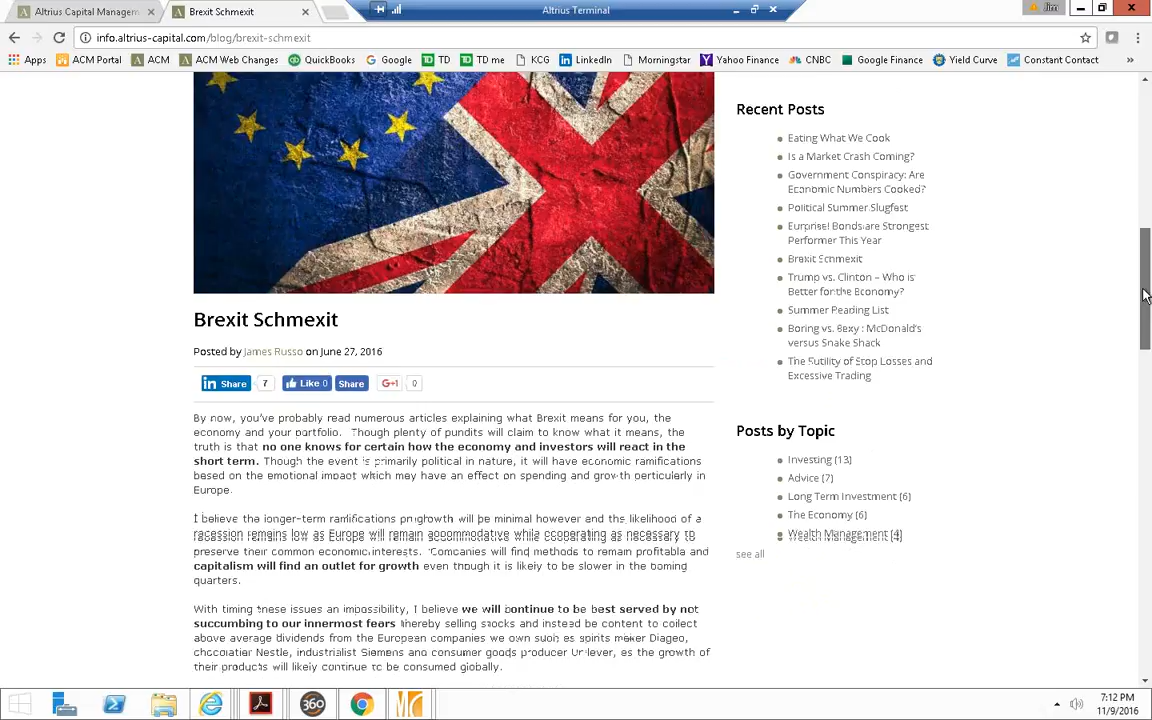 Altrius Capital Managem
Brexit Schmexit
Altrius Terminal
Jim
info.altrius-capital.com/blog/brexit-schmexit
Apps
ACM Portal
ACM
ACM Web Changes
QuickBooks
Google
TD
TD me
KCG
LinkedIn
Morningstar
Yahoo Finance
CNBC
Google Finance
Yield Curve
Constant Contact
»
Brexit Schmexit
Posted by James Russo on June 27, 2016
in Share 7 Like 0 Share G+1 0
By now, you've probably read numerous articles explaining what Brexit means for you, the
economy and your portfolio. Though plenty of pundits will claim to know what it means, the
truth is that no one knows for certain how the economy and investors will react in the
short term. Though the event is primarily political in nature, it will have economic ramifications
based on the emotional impact which may have an effect on spending and growth perticularly in
Europe.
I believe the longer-term ramifications growth will be minimal however and the likelihood of a
racession remains low as Europe will remain accommodative while cooperating as necessary to
preserve their common economic interests. Companies will find methods to remain profitable and
capitalism will find an outlet for growth even though it is likely to be slower in the boming
quarters.
With timing these issues an impossibility, I believe we will continue to be best served by not
succumbing to our innermost fears thereby selling stocks and instead be content to collect
above average dividends from the European companies we own such es spirits maker Diageo,
chocolatier Nestle, industrialist Siemens and consumer goods producer Unilever, as the growth of
their products will likely continue to be consumed globally.
Recent Posts
Eating What We Cook
Is a Market Crash Coming?
Government Conspiracy: Are
Economic Numbers Cooked?
Political Summer Slugfast
Eurprise! Bonds are Strongest
Performer This Year
Brexit Schmexit
Trump vs. Clinton – Who is
Better for the Economy?
Summer Peading List
Boring vs. 8exy : McDonald's
versus Snake Shack
The Sutility of Stop Losses and
Excessive Trading
Posts by Topic
Investing (13)
Advice (7)
Long Term Investment (6)
The Economy (6)
Wealth Management (4)
see all
360
7:12 PM
11/9/2016